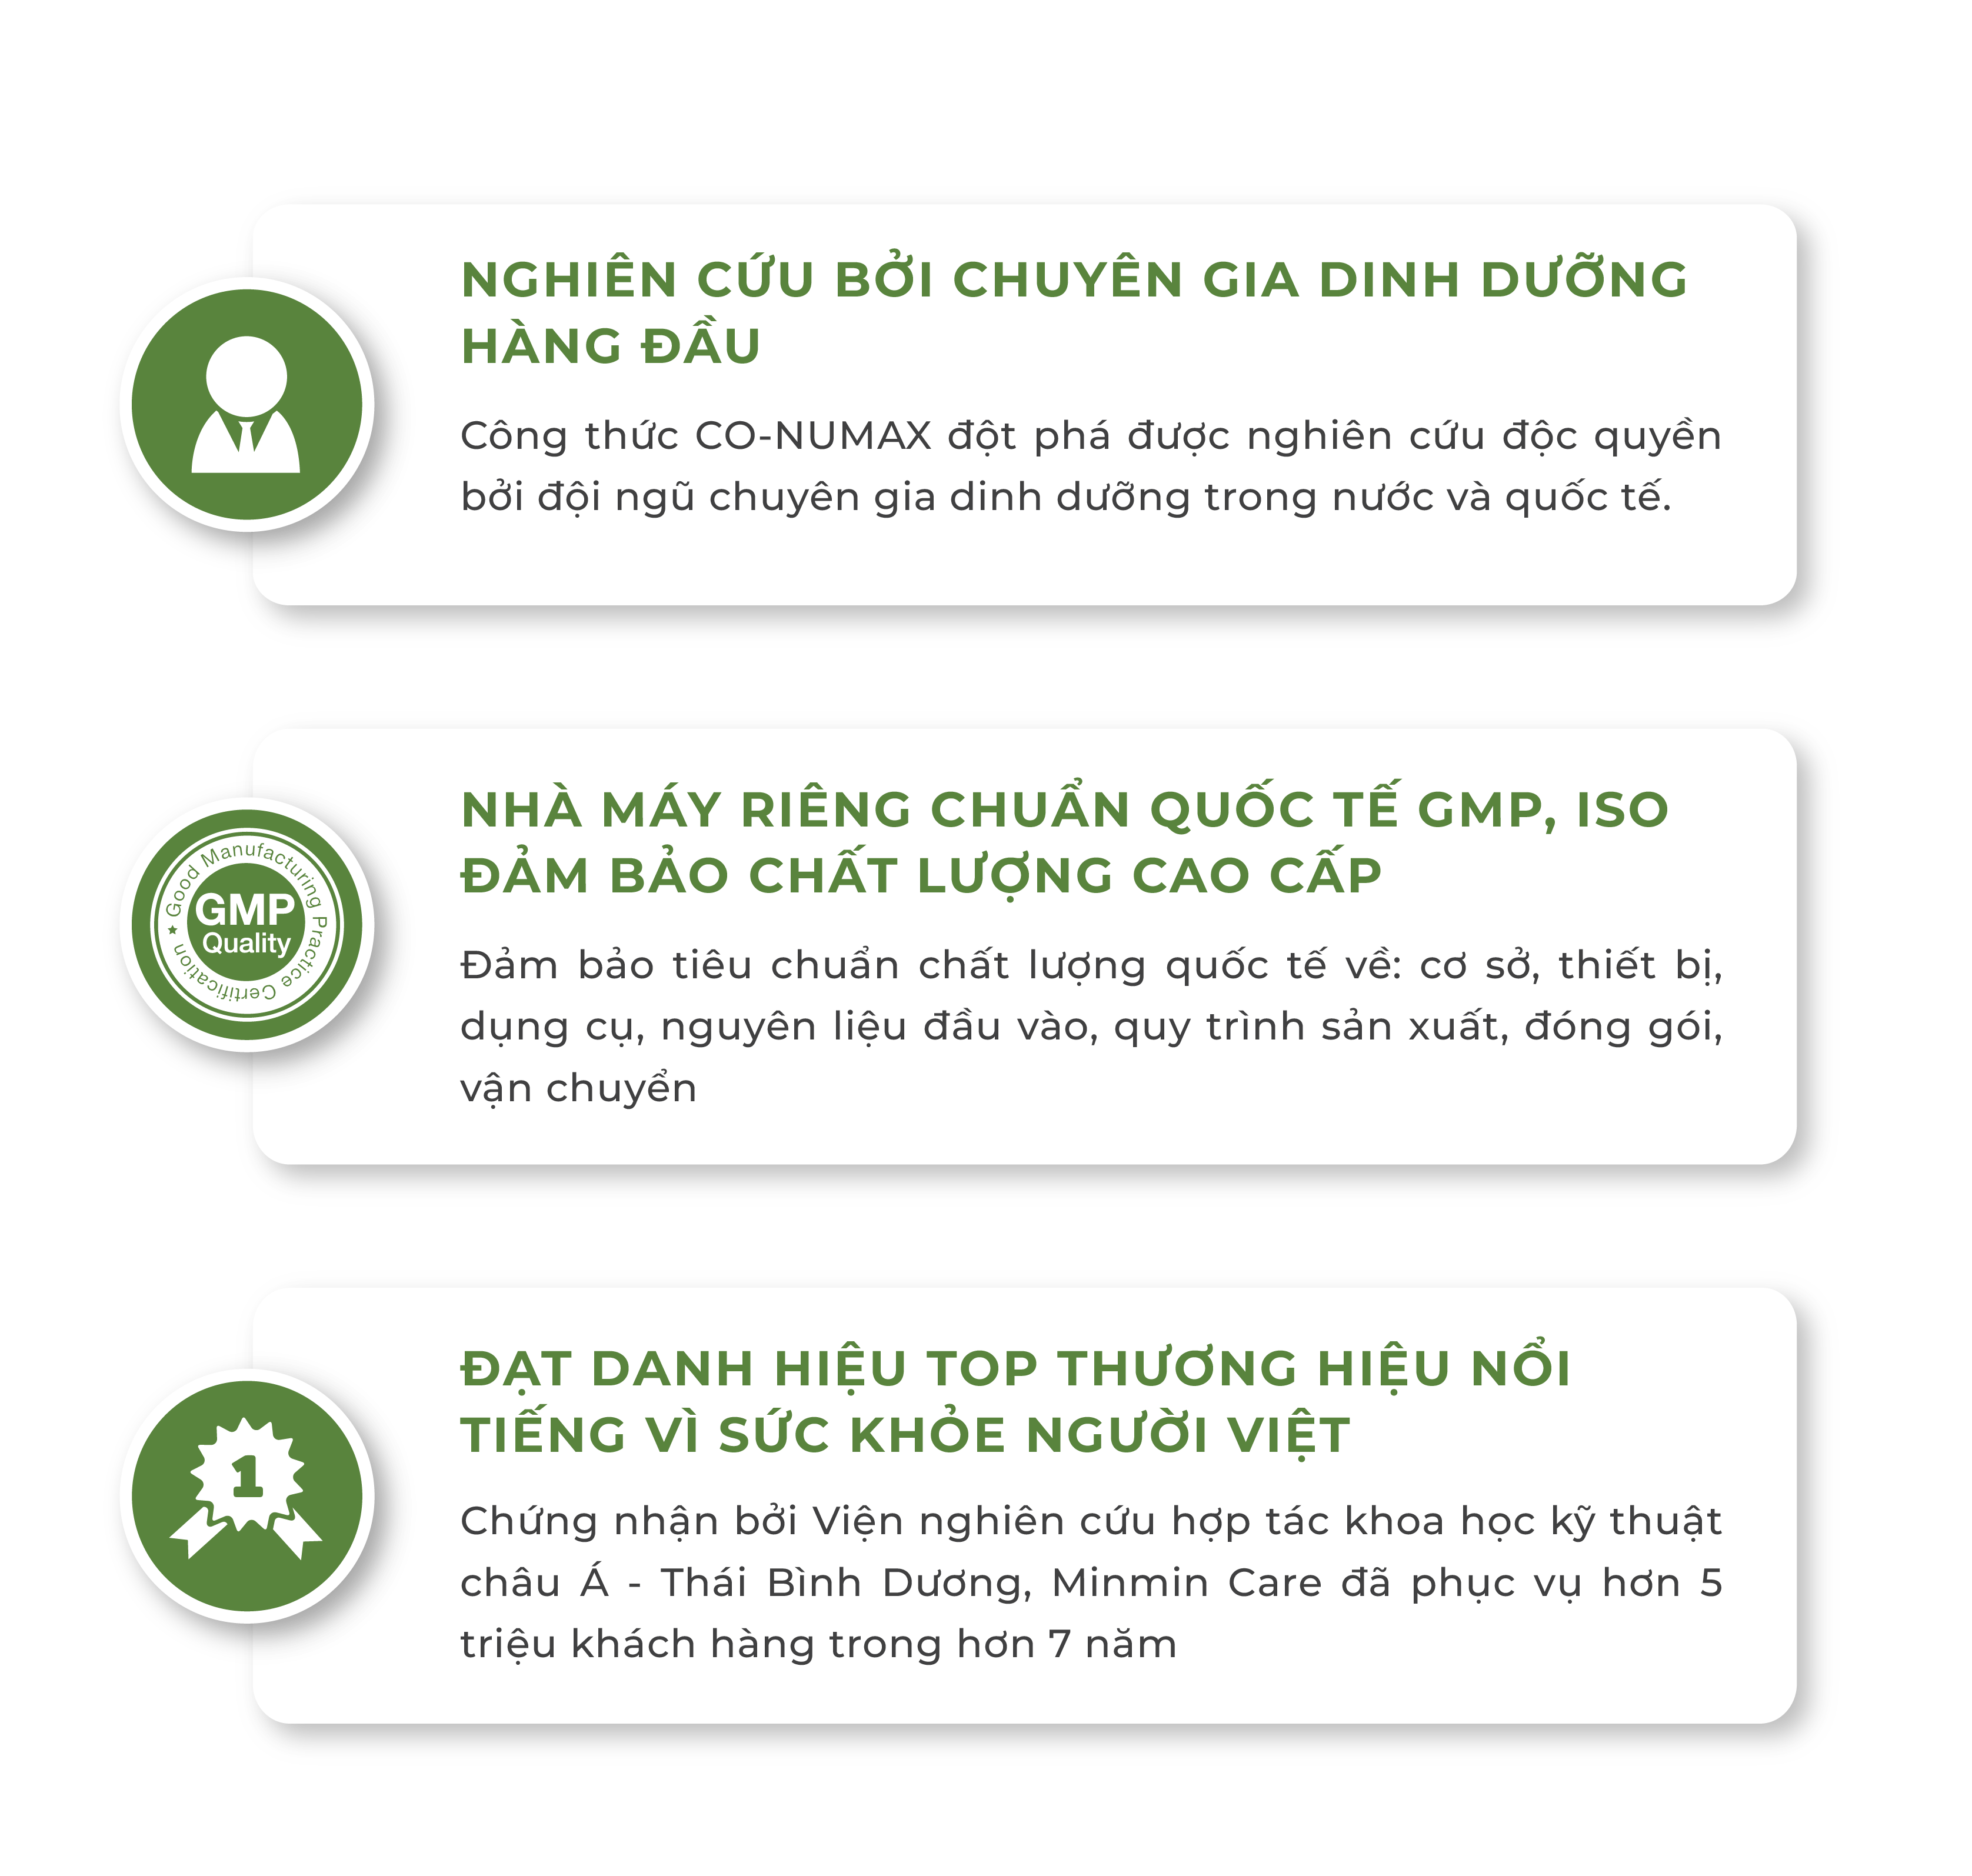 NGHIÊN CỨU BỞI CHUYÊN GIA DINH DƯỠNG
HÀNG ĐẦU
Công thức CO-NUMAX đột phá được nghiên cứu độc quyền
bởi đội ngũ chuyên gia dinh dưỡng trong nước và quốc tế.
Good Manufacturing Practice Certification
GMP
Quality
NHÀ MÁY RIÊNG CHUẨN QUỐC TẾ GMP, ISO
ĐẢM BẢO CHẤT LƯỢNG CAO CẤP
Đảm bảo tiêu chuẩn chất lượng quốc tế về: cơ sở, thiết bị,
dụng cụ, nguyên liệu đầu vào, quy trình sản xuất, đóng gói,
vận chuyển
1
ĐẠT DANH HIỆU TOP THƯƠNG HIỆU NỔI
TIẾNG VÌ SỨC KHỎE NGƯỜI VIỆT
Chứng nhận bởi Viện nghiên cứu hợp tác khoa học kỹ thuật
châu Á - Thái Bình Dương, Minmin Care đã phục vụ hơn 5
triệu khách hàng trong hơn 7 năm